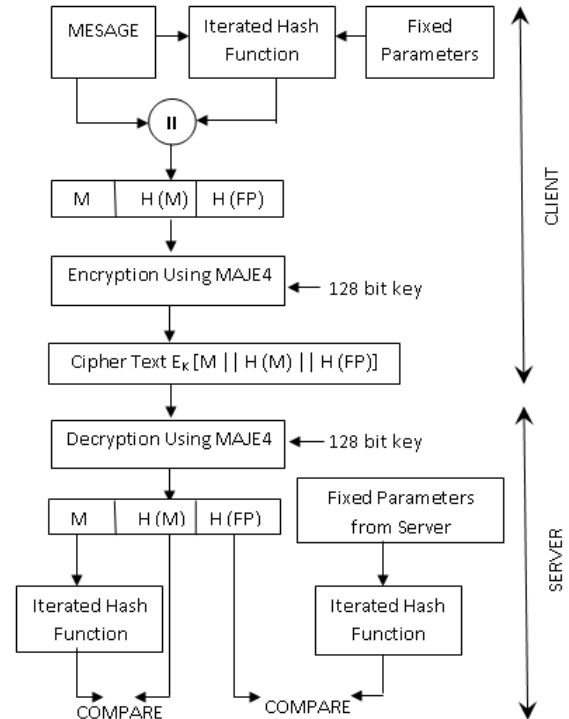 MESAGE
Iterated Hash
Function
Fixed
Parameters
II
M H (M) H (FP)
Encryption Using MAJE4
128 bit key
Cipher Text EK [M || H (M) || H (FP)]
CLIENT
Decryption Using MAJE4
128 bit key
M H (M) H (FP)
Fixed Parameters
from Server
Iterated Hash
Function
Iterated Hash
Function
COMPARE
COMPARE
SERVER